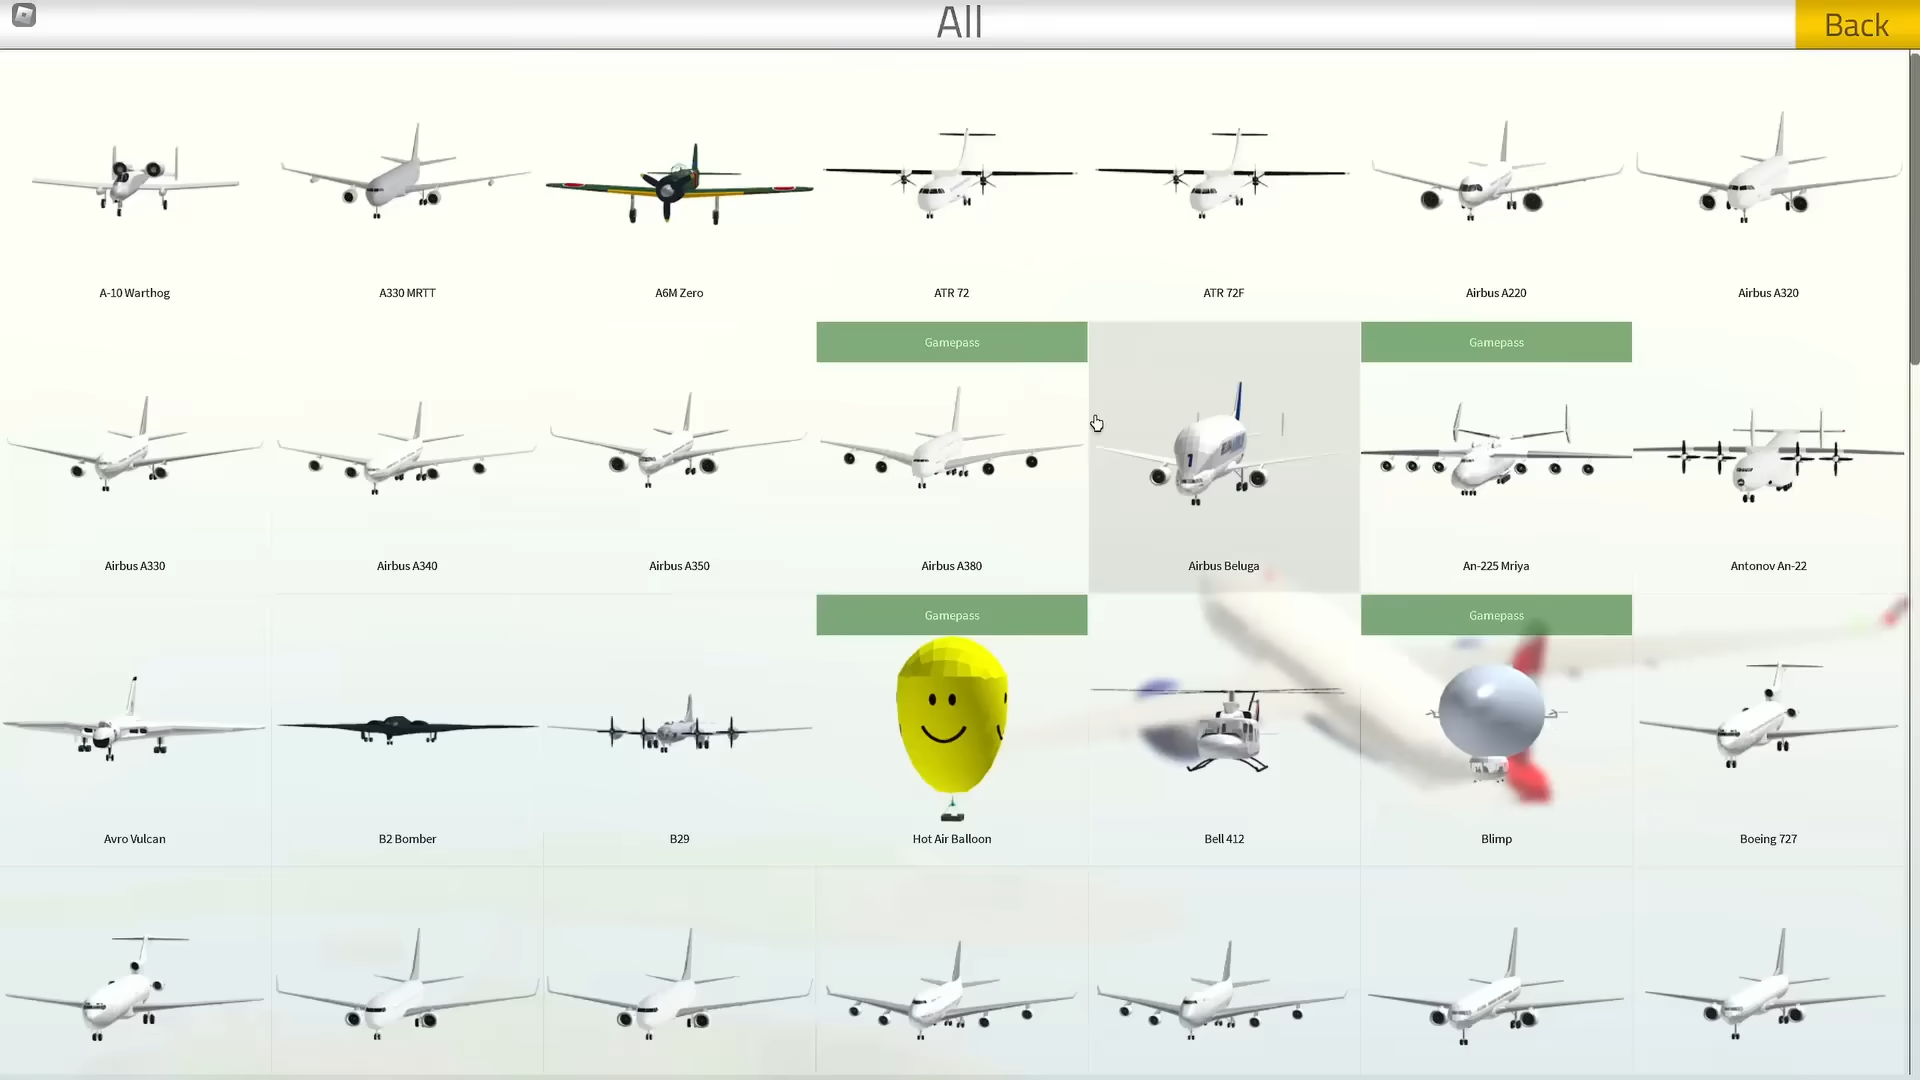 All
Back
A-10 Warthog
A330 MRTT
A6M Zero
ATR 72
ATR 72F
Airbus A220
Airbus A320
Gamepass
Gamepass
Airbus A330
Airbus A340
Airbus A350
Airbus A380
Airbus Beluga
An-225 Mriya
Antonov An-22
Gamepass
Gamepass
Avro Vulcan
B2 Bomber
B29
Hot Air Balloon
Bell 412
Blimp
Boeing 727